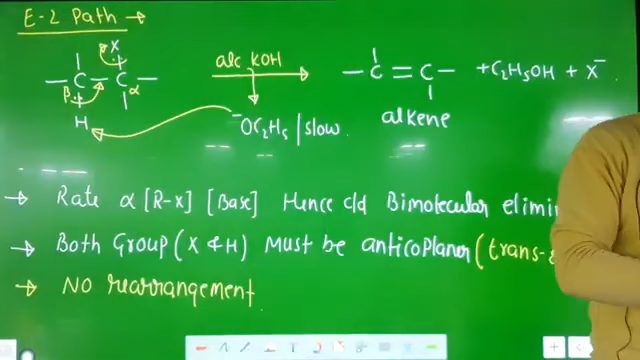 E-2 Path →
X
alc KOH
— C — C — → — C = C — + C₂H₅OH + X⁻
β α
H ⁻OC₂H₅ / slow. alkene
→ Rate α [R-X] [Base] Hence c/d Bimolecular
→ Both Group (X & H) Must be anticoplaner (trans-
→ NO rearrangement.